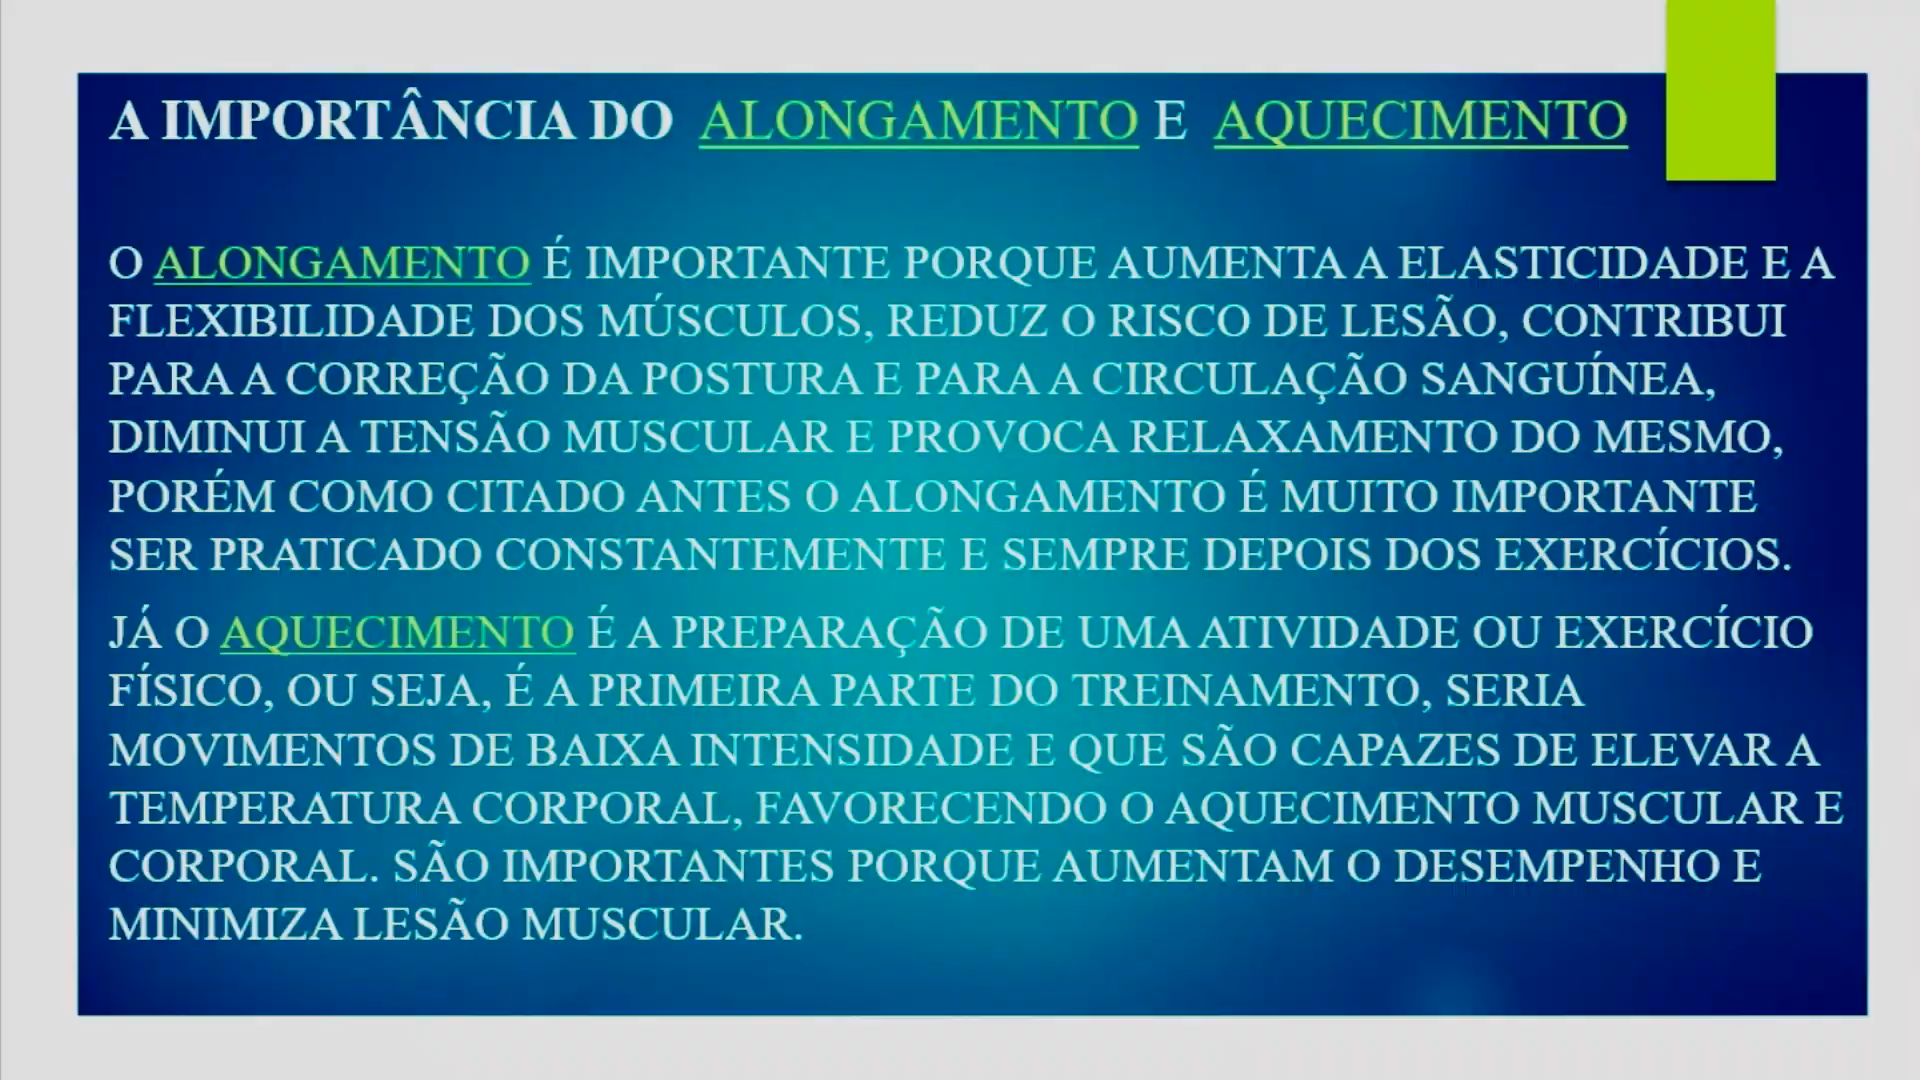 A IMPORTÂNCIA DO ALONGAMENTO E AQUECIMENTO
O ALONGAMENTO É IMPORTANTE PORQUE AUMENTA A ELASTICIDADE E A
FLEXIBILIDADE DOS MÚSCULOS, REDUZ O RISCO DE LESÃO, CONTRIBUI
PARA A CORREÇÃO DA POSTURA E PARA A CIRCULAÇÃO SANGUÍNEA,
DIMINUI A TENSÃO MUSCULAR E PROVOCA RELAXAMENTO DO MESMO,
PORÉM COMO CITADO ANTES O ALONGAMENTO É MUITO IMPORTANTE
SER PRATICADO CONSTANTEMENTE E SEMPRE DEPOIS DOS EXERCÍCIOS.
JÁ O AQUECIMENTO É A PREPARAÇÃO DE UMA ATIVIDADE OU EXERCÍCIO
FÍSICO, OU SEJA, É A PRIMEIRA PARTE DO TREINAMENTO, SERIA
MOVIMENTOS DE BAIXA INTENSIDADE E QUE SÃO CAPAZES DE ELEVAR A
TEMPERATURA CORPORAL, FAVORECENDO O AQUECIMENTO MUSCULAR E
CORPORAL. SÃO IMPORTANTES PORQUE AUMENTAM O DESEMPENHO E
MINIMIZA LESÃO MUSCULAR.